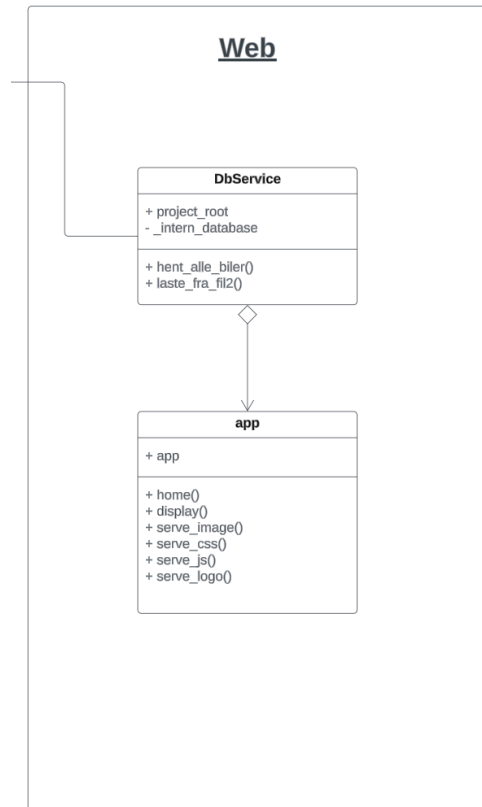 Web
DbService
+ project_root
- _intern_database
+ hent_alle_biler()
+ laste_fra_fil2()
app
+ app
+ home()
+ display()
+ serve_image()
+ serve_css()
+ serve_js()
+ serve_logo()